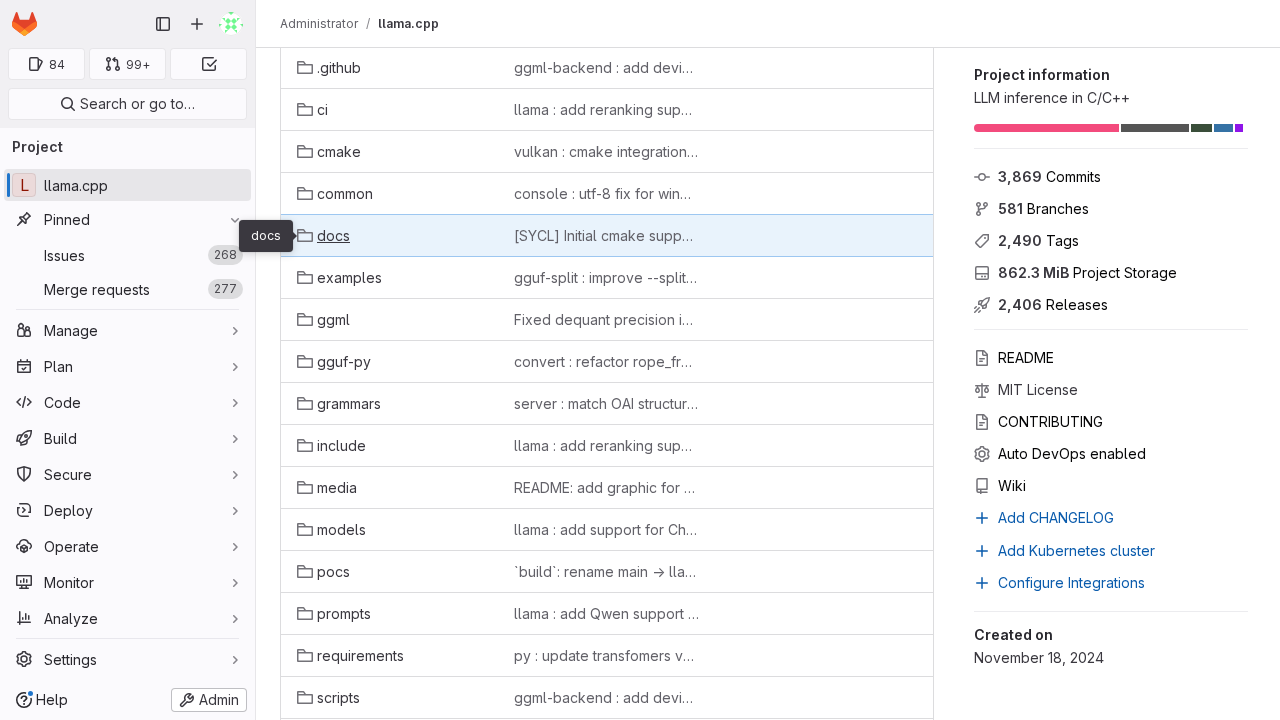 Administrator / llama.cpp
84
99+
Search or go to…
Project
L llama.cpp
Pinned
Issues 268
Merge requests 277
Manage
Plan
Code
Build
Secure
Deploy
Operate
Monitor
Analyze
Settings
Help
Admin
docs
.github ggml-backend : add devi…
ci llama : add reranking sup…
cmake vulkan : cmake integration…
common console : utf-8 fix for win…
docs [SYCL] Initial cmake supp…
examples gguf-split : improve --split…
ggml Fixed dequant precision i…
gguf-py convert : refactor rope_fr…
grammars server : match OAI structur…
include llama : add reranking sup…
media README: add graphic for …
models llama : add support for Ch…
pocs `build`: rename main → lla…
prompts llama : add Qwen support …
requirements py : update transfomers v…
scripts ggml-backend : add devi…
Project information
LLM inference in C/C++
3,869 Commits
581 Branches
2,490 Tags
862.3 MiB Project Storage
2,406 Releases
README
MIT License
CONTRIBUTING
Auto DevOps enabled
Wiki
Add CHANGELOG
Add Kubernetes cluster
Configure Integrations
Created on
November 18, 2024